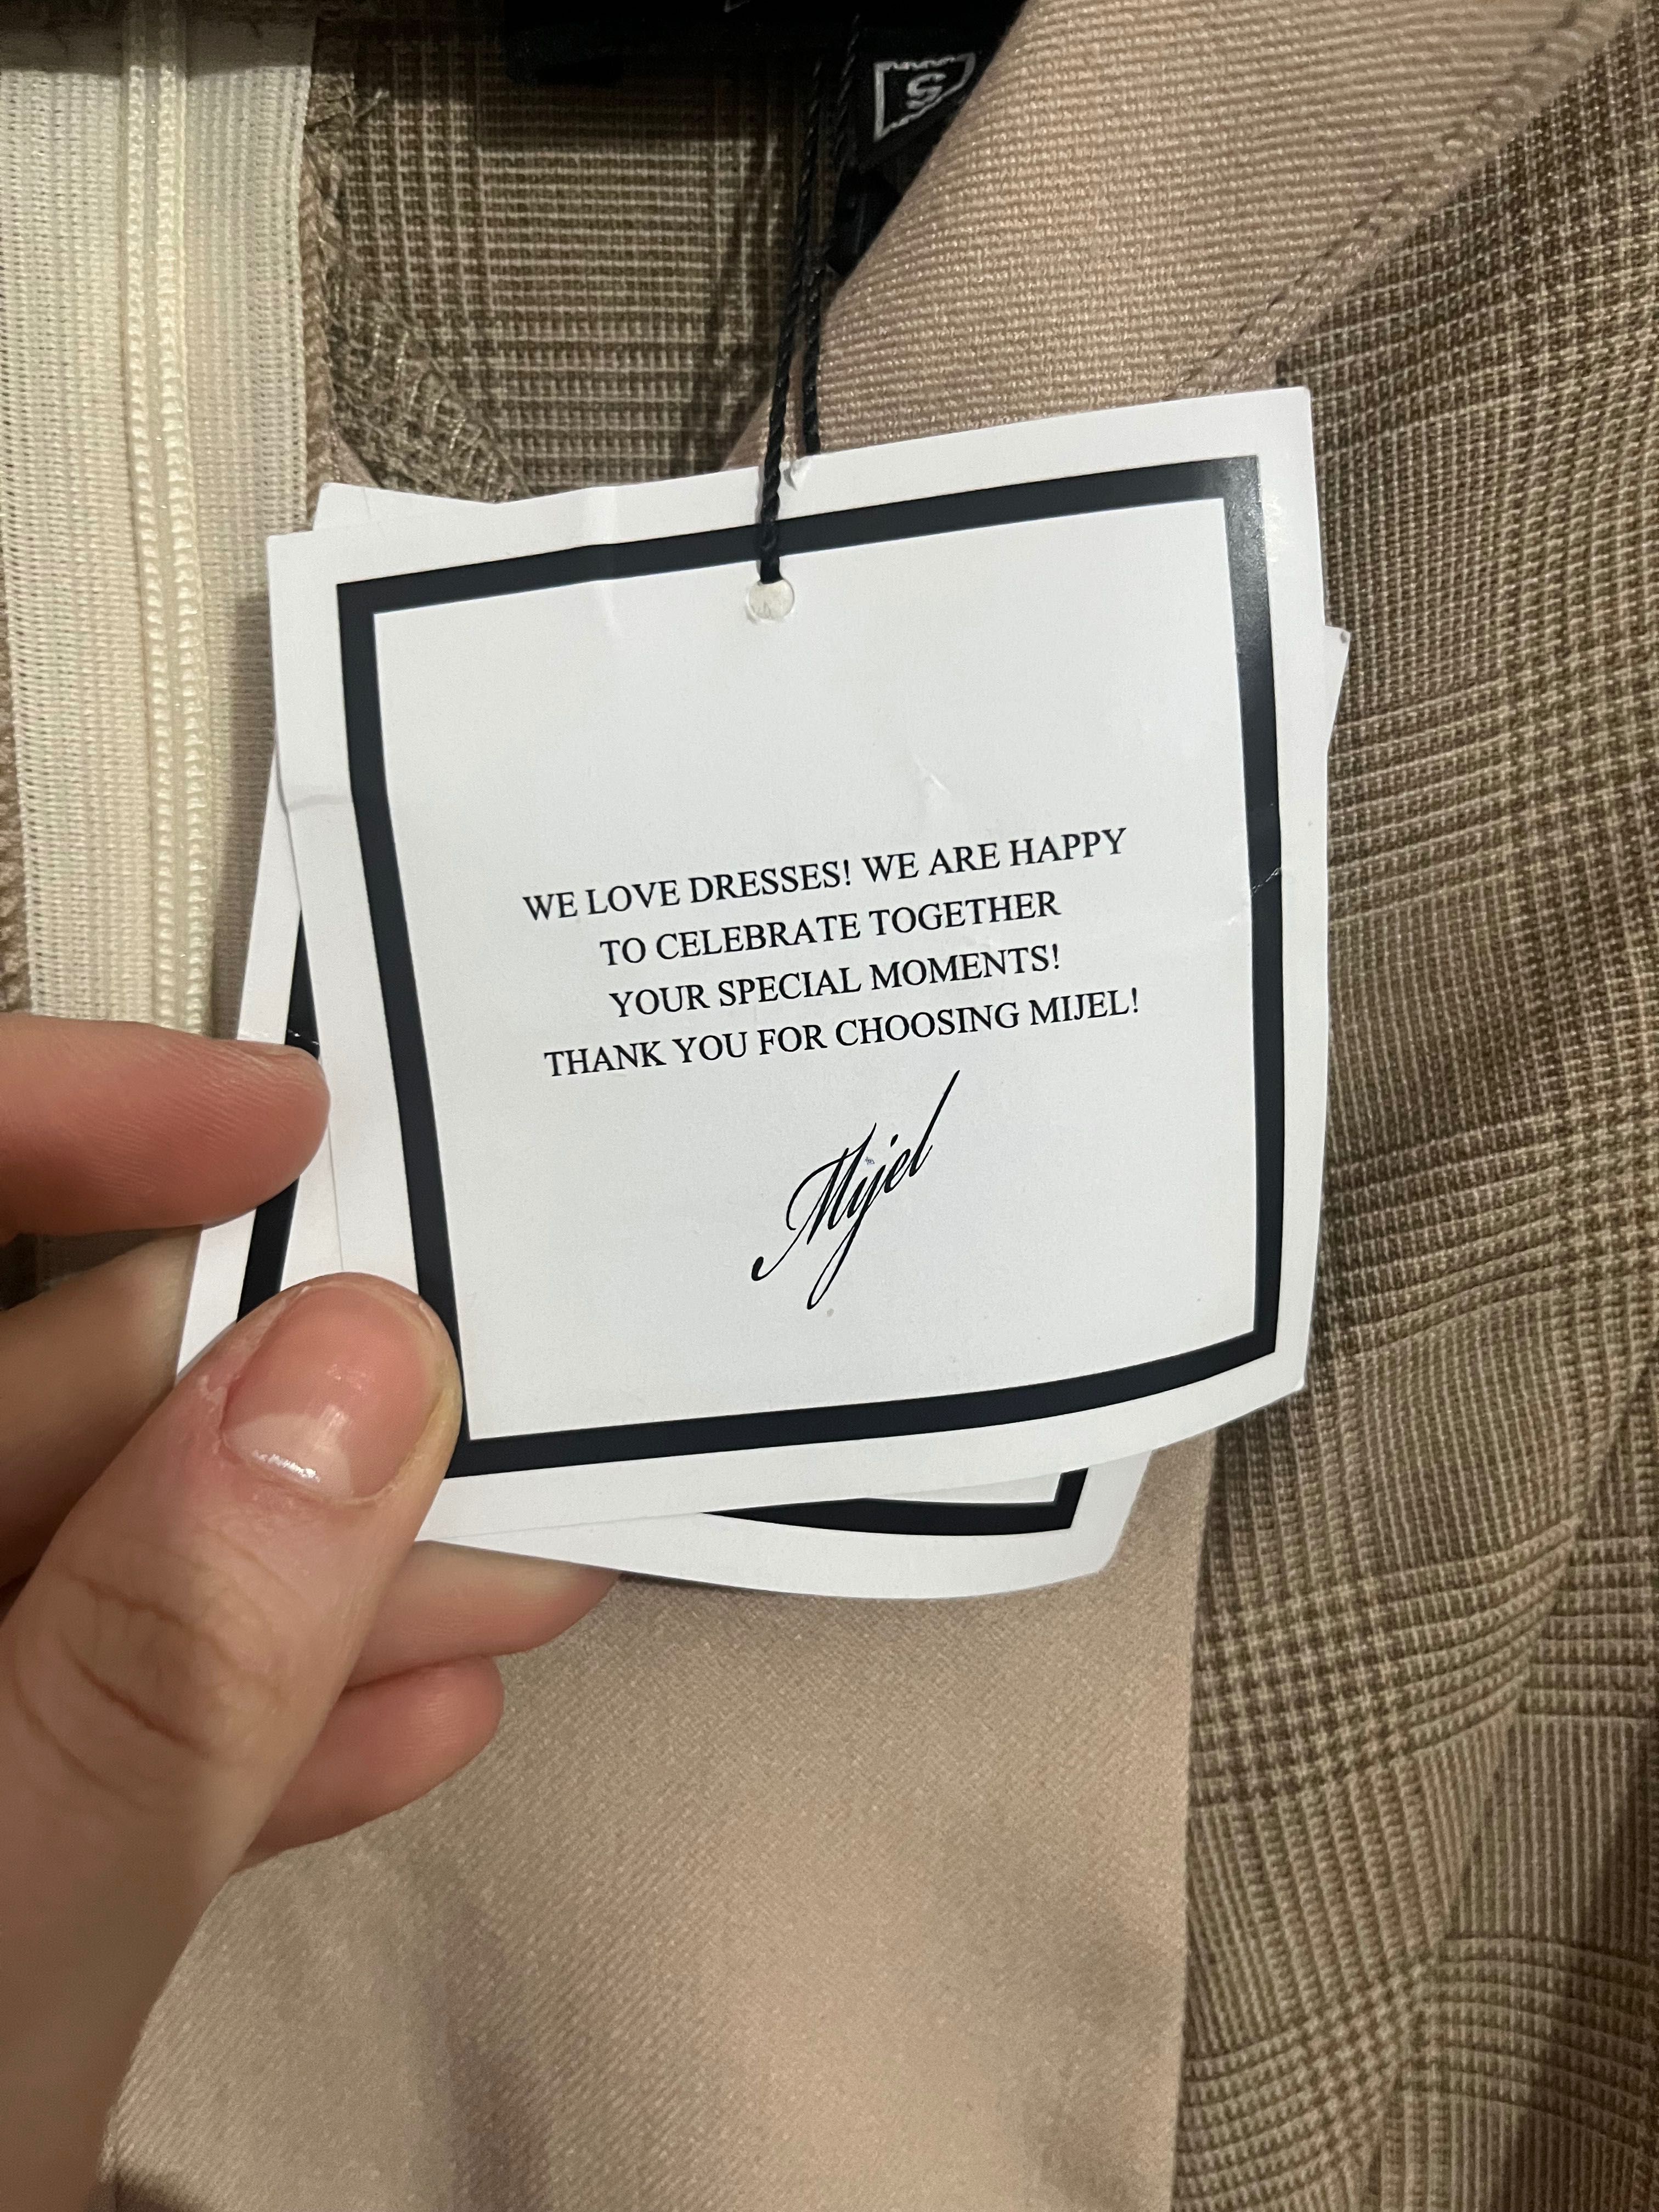 S
WE LOVE DRESSES! WE ARE HAPPY
TO CELEBRATE TOGETHER
YOUR SPECIAL MOMENTS!
THANK YOU FOR CHOOSING MIJEL!
Mijel